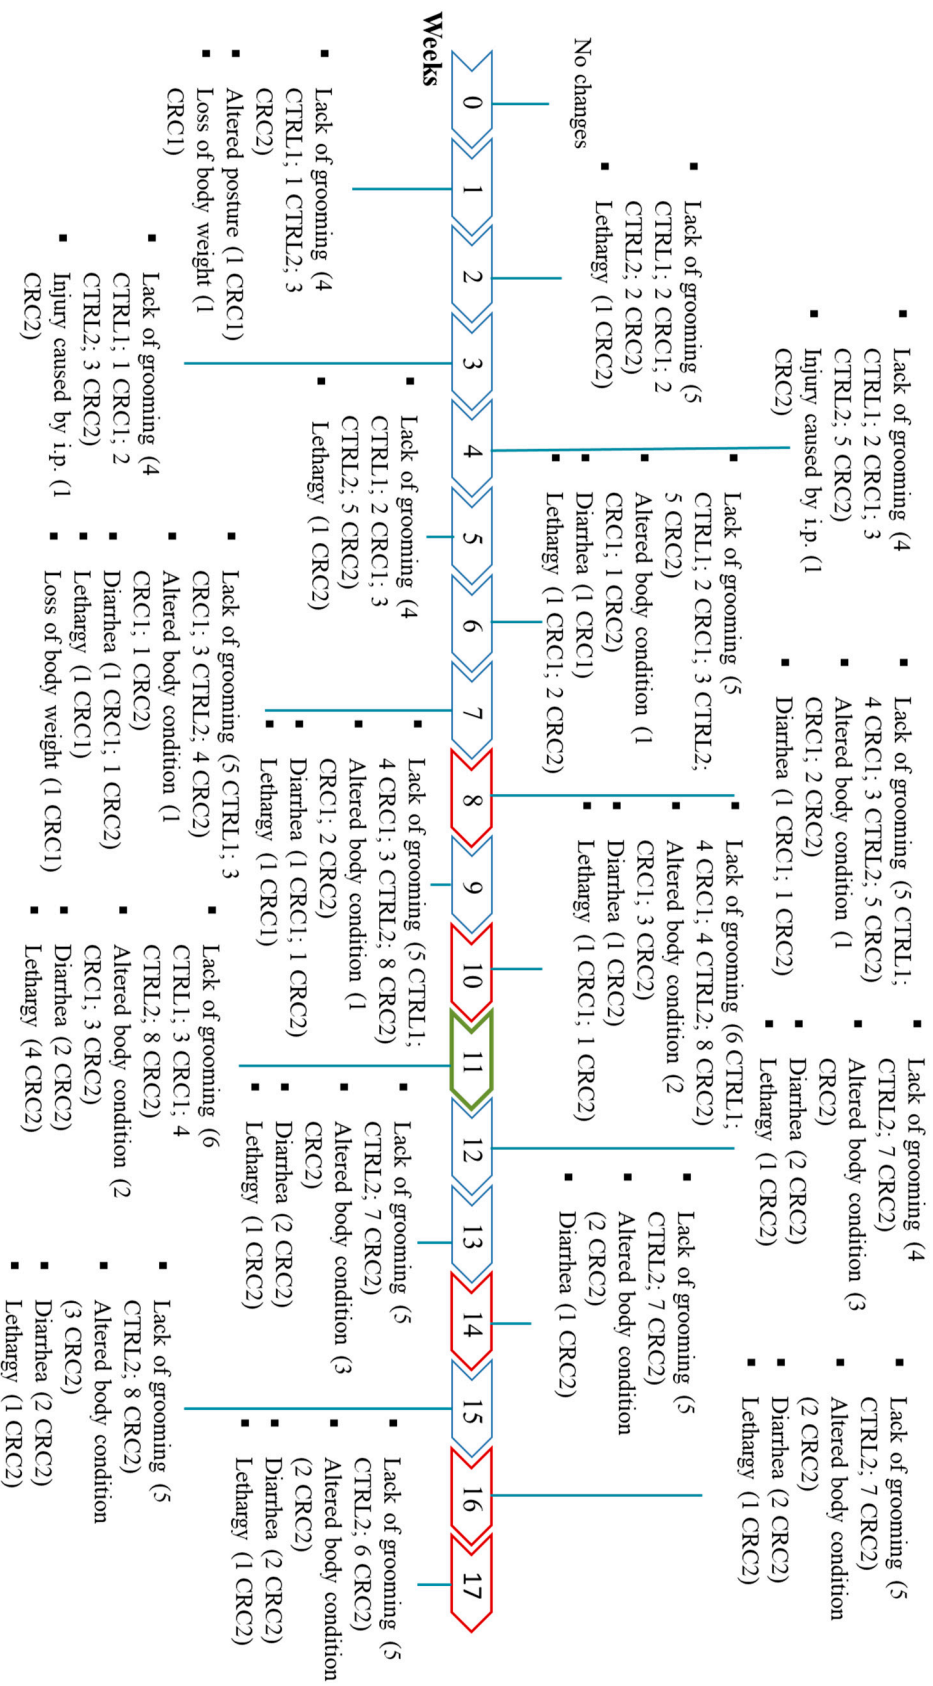 No changes
Lack of grooming (5
CTRL1; 2 CRC1; 2
CTRL2; 2 CRC2)
Lethargy (1 CRC2)
Lack of grooming (4
CTRL1; 2 CRC1; 3
CTRL2; 5 CRC2)
Injury caused by i.p. (1
CRC2)
Lack of grooming (5
CTRL1; 2 CRC1; 3 CTRL2;
5 CRC2)
Altered body condition (1
CRC1; 1 CRC2)
Diarrhea (1 CRC1)
Lethargy (1 CRC1; 2 CRC2)
Lack of grooming (5 CTRL1;
4 CRC1; 3 CTRL2; 5 CRC2)
Altered body condition (1
CRC1; 2 CRC2)
Diarrhea (1 CRC1; 1 CRC2)
Lack of grooming (6 CTRL1;
4 CRC1; 4 CTRL2; 8 CRC2)
Altered body condition (2
CRC1; 3 CRC2)
Diarrhea (1 CRC2)
Lethargy (1 CRC1; 1 CRC2)
Lack of grooming (4
CTRL2; 7 CRC2)
Altered body condition (3
CRC2)
Diarrhea (2 CRC2)
Lethargy (1 CRC2)
Lack of grooming (5
CTRL2; 7 CRC2)
Altered body condition
(2 CRC2)
Diarrhea (1 CRC2)
Lack of grooming (5
CTRL2; 7 CRC2)
Altered body condition
(2 CRC2)
Diarrhea (2 CRC2)
Lethargy (1 CRC2)
0 1 2 3 4 5 6 7 8 9 10 11 12 13 14 15 16 17
Weeks
Lack of grooming (4
CTRL1; 1 CTRL2; 3
CRC2)
Altered posture (1 CRC1)
Loss of body weight (1
CRC1)
Lack of grooming (4
CTRL1; 1 CRC1; 2
CTRL2; 3 CRC2)
Injury caused by i.p. (1
CRC2)
Lack of grooming (4
CTRL1; 2 CRC1; 3
CTRL2; 5 CRC2)
Lethargy (1 CRC2)
Lack of grooming (5 CTRL1; 3
CRC1; 3 CTRL2; 4 CRC2)
Altered body condition (1
CRC1; 1 CRC2)
Diarrhea (1 CRC1; 1 CRC2)
Lethargy (1 CRC1)
Loss of body weight (1 CRC1)
Lack of grooming (5 CTRL1;
4 CRC1; 3 CTRL2; 8 CRC2)
Altered body condition (1
CRC1; 2 CRC2)
Diarrhea (1 CRC1; 1 CRC2)
Lethargy (1 CRC1)
Lack of grooming (6
CTRL1; 3 CRC1; 4
CTRL2; 8 CRC2)
Altered body condition (2
CRC1; 3 CRC2)
Diarrhea (2 CRC2)
Lethargy (4 CRC2)
Lack of grooming (5
CTRL2; 7 CRC2)
Altered body condition (3
CRC2)
Diarrhea (2 CRC2)
Lethargy (1 CRC2)
Lack of grooming (5
CTRL2; 8 CRC2)
Altered body condition
(3 CRC2)
Diarrhea (2 CRC2)
Lethargy (1 CRC2)
Lack of grooming (5
CTRL2; 6 CRC2)
Altered body condition
(2 CRC2)
Diarrhea (2 CRC2)
Lethargy (1 CRC2)